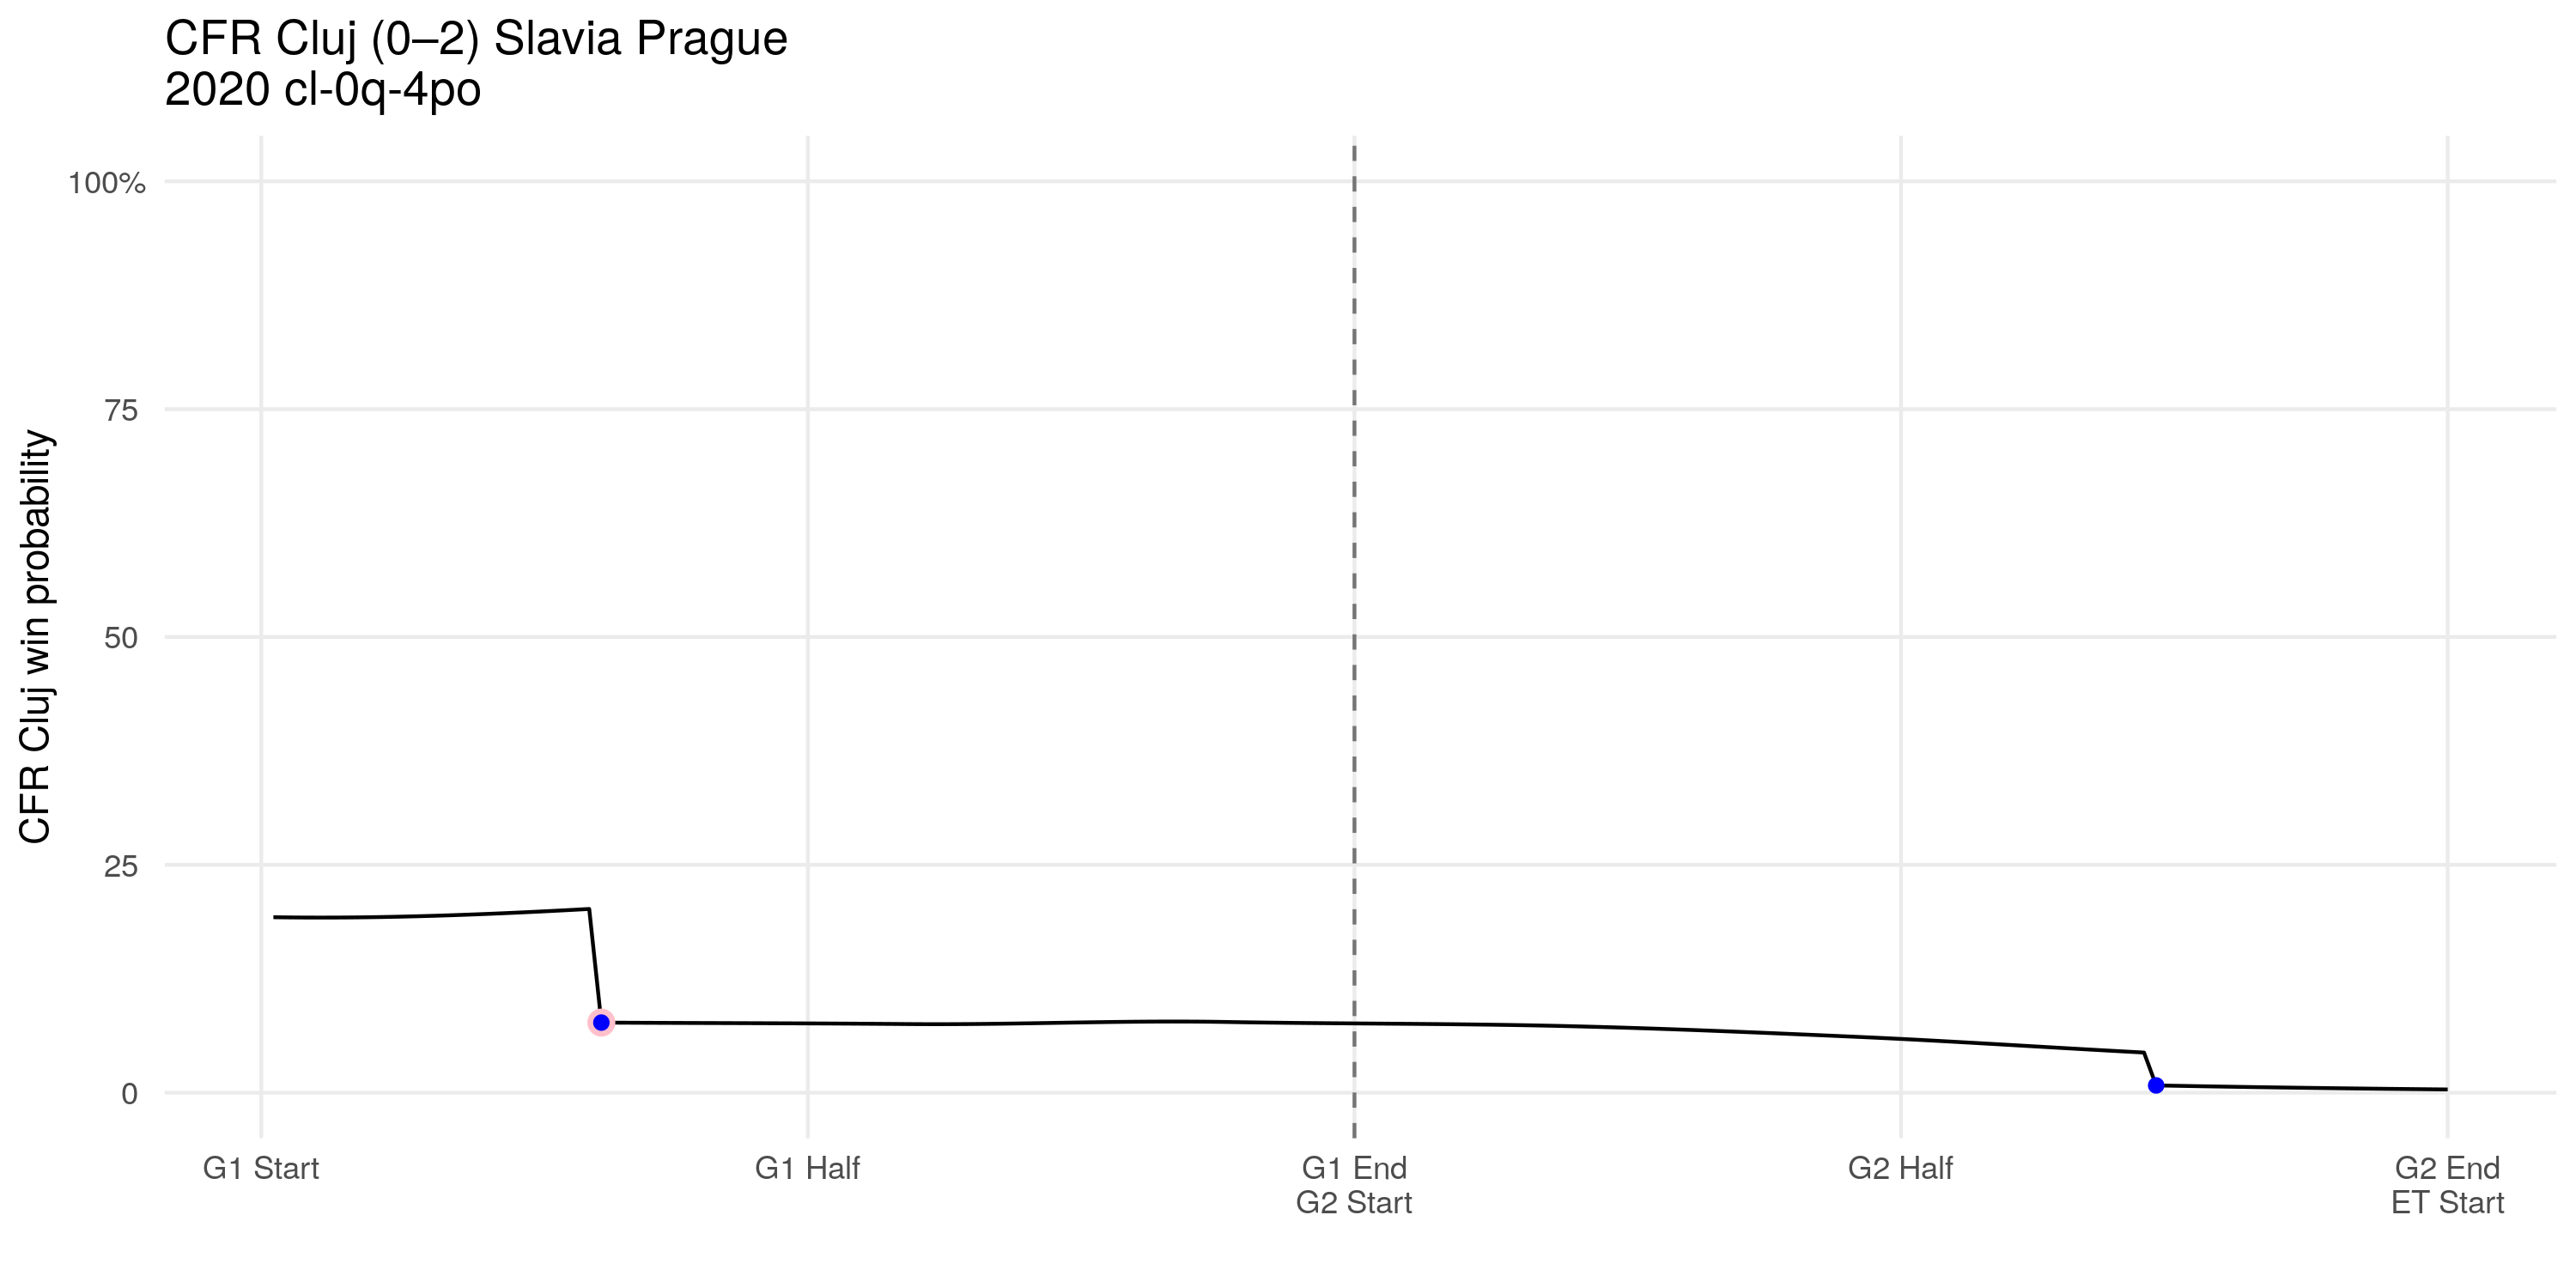 CFR Cluj (0–2) Slavia Prague
2020 cl-0q-4po
CFR Cluj win probability
100%
75
50
25
0
G1 Start
G1 Half
G1 End
G2 Start
G2 Half
G2 End
ET Start